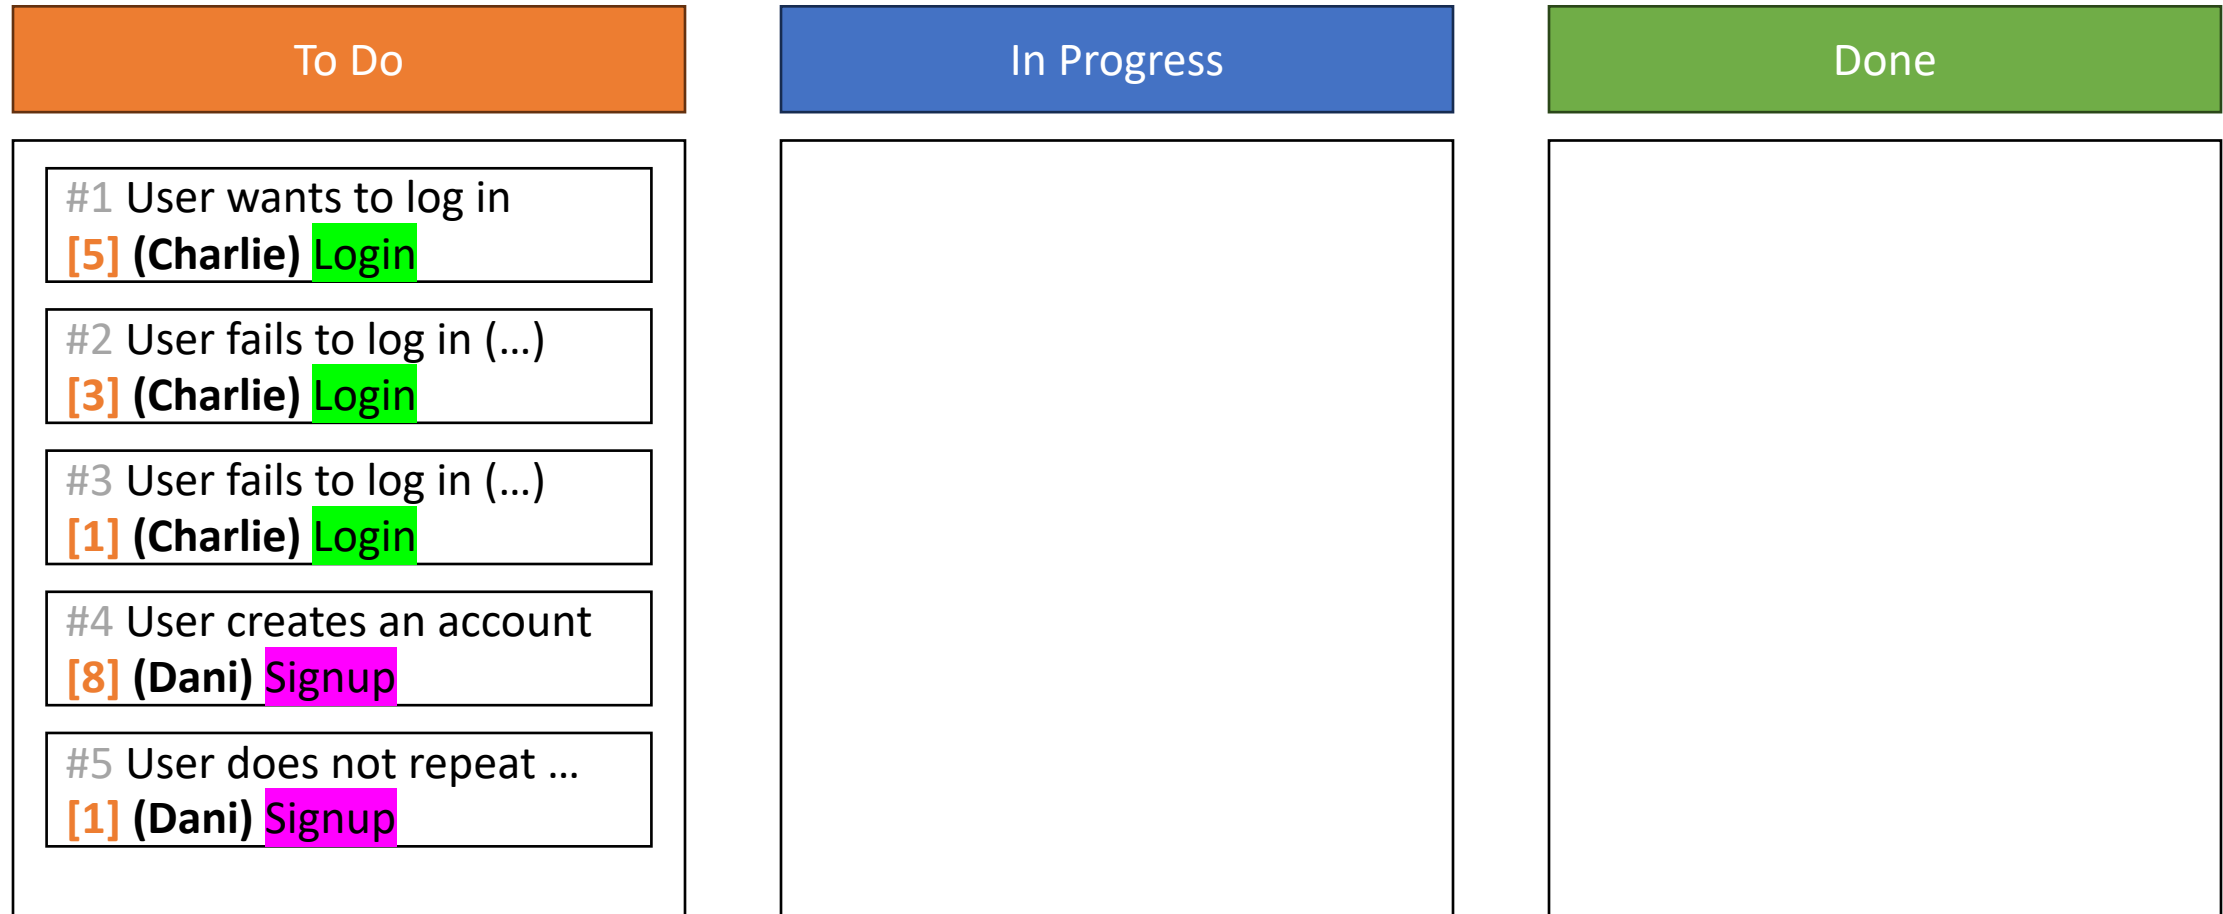 To Do
In Progress
Done
#1 User wants to log in
[5] (Charlie) Login
#2 User fails to log in (…)
[3] (Charlie) Login
#3 User fails to log in (…)
[1] (Charlie) Login
#4 User creates an account
[8] (Dani) Signup
#5 User does not repeat …
[1] (Dani) Signup